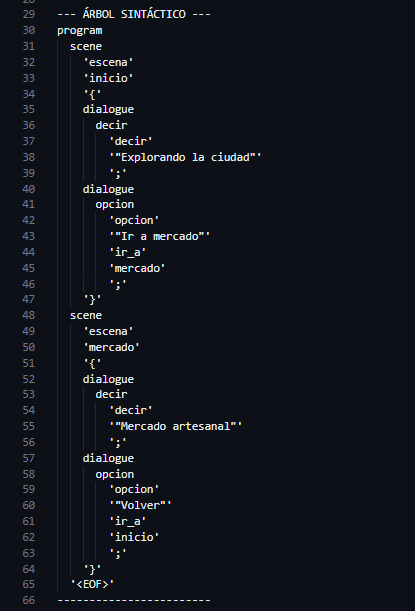 29 --- ÁRBOL SINTÁCTICO ---
30 program
31 scene
32 'escena'
33 'inicio'
34 '{'
35 dialogue
36 decir
37 'decir'
38 '"Explorando la ciudad"'
39 ';'
40 dialogue
41 opcion
42 'opcion'
43 '"Ir a mercado"'
44 'ir_a'
45 'mercado'
46 ';'
47 '}'
48 scene
49 'escena'
50 'mercado'
51 '{'
52 dialogue
53 decir
54 'decir'
55 '"Mercado artesanal"'
56 ';'
57 dialogue
58 opcion
59 'opcion'
60 '"Volver"'
61 'ir_a'
62 'inicio'
63 ';'
64 '}'
65 '<EOF>'
66 ------------------------